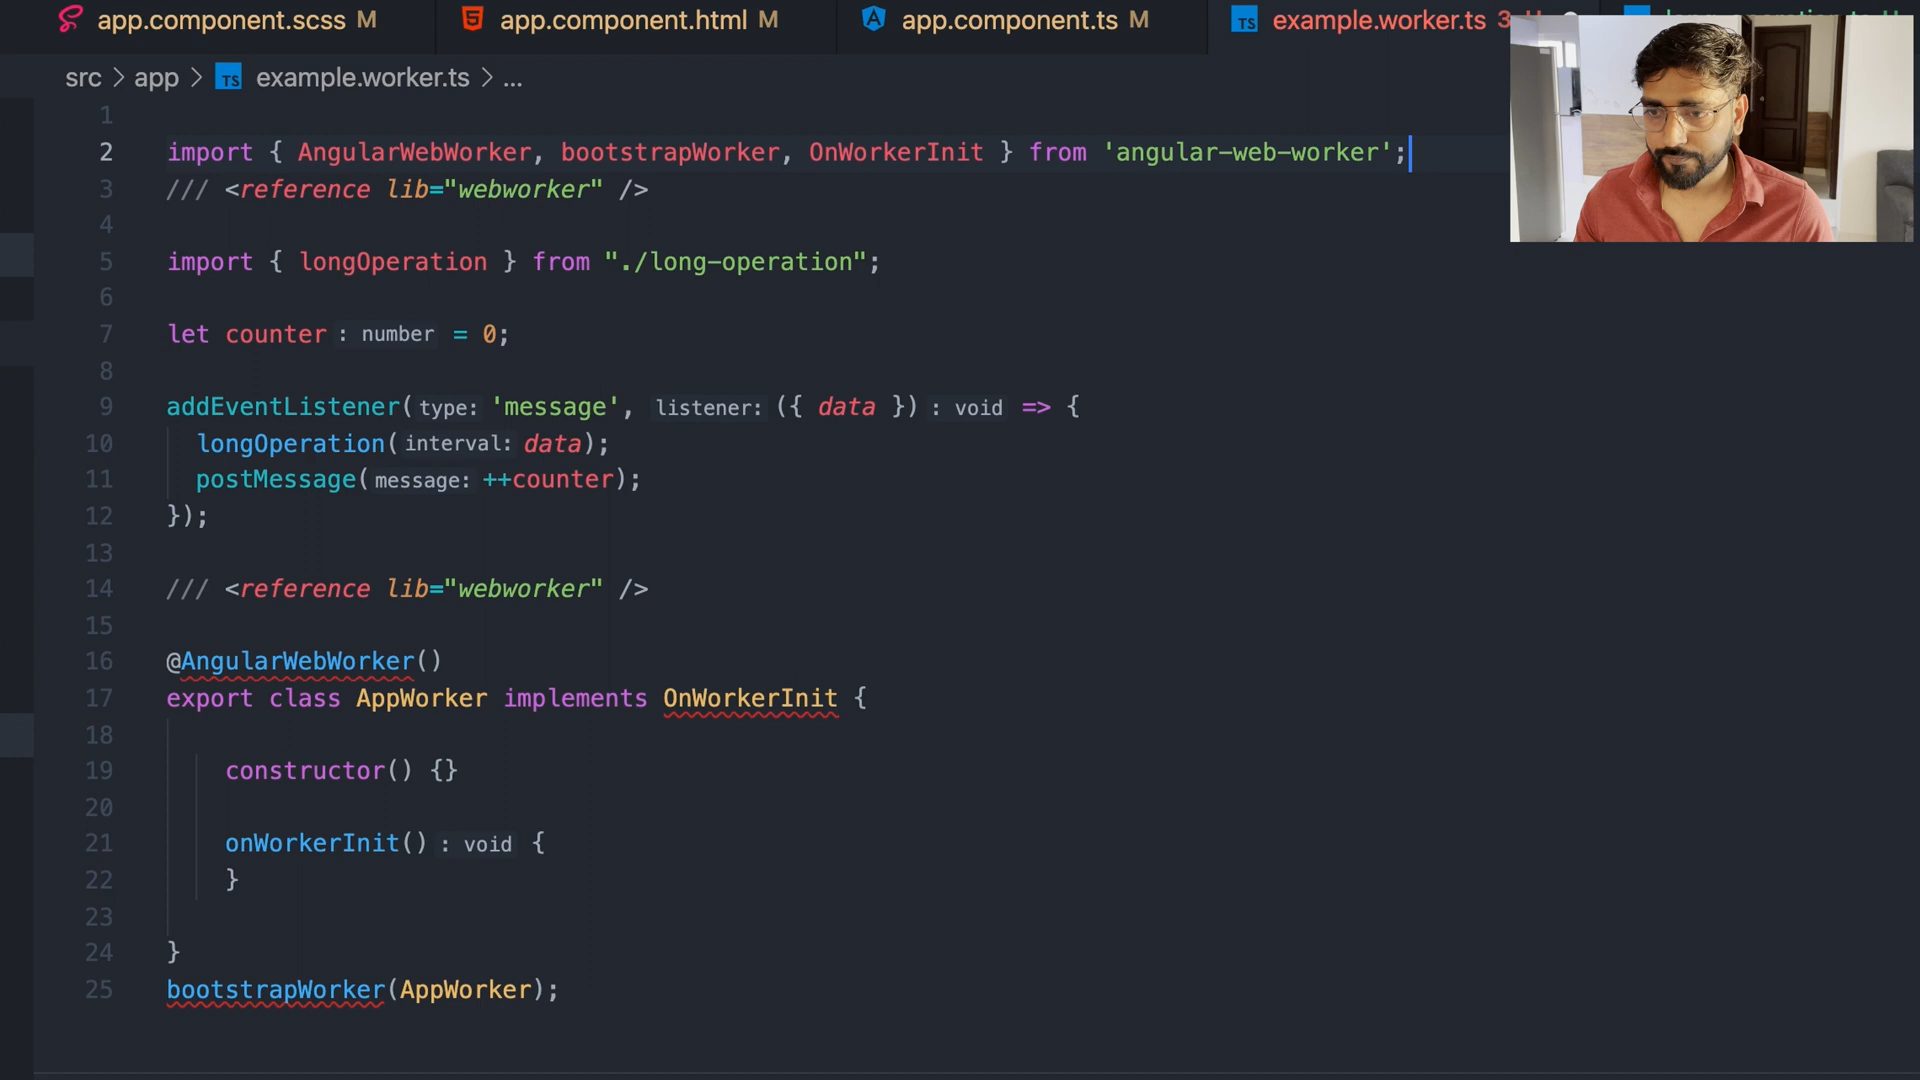 app.component.scss M
app.component.html M
app.component.ts M
TS example.worker.ts
src > app > TS example.worker.ts > ...
1
2 import { AngularWebWorker, bootstrapWorker, OnWorkerInit } from 'angular-web-worker';
3 /// <reference lib="webworker" />
4
5 import { longOperation } from "./long-operation";
6
7 let counter: number = 0;
8
9 addEventListener(type: 'message', listener: ({ data }): void => {
10 longOperation(interval: data);
11 postMessage(message: ++counter);
12 });
13
14 /// <reference lib="webworker" />
15
16 @AngularWebWorker()
17 export class AppWorker implements OnWorkerInit {
18
19 constructor() {}
20
21 onWorkerInit(): void {
22 }
23
24 }
25 bootstrapWorker(AppWorker);